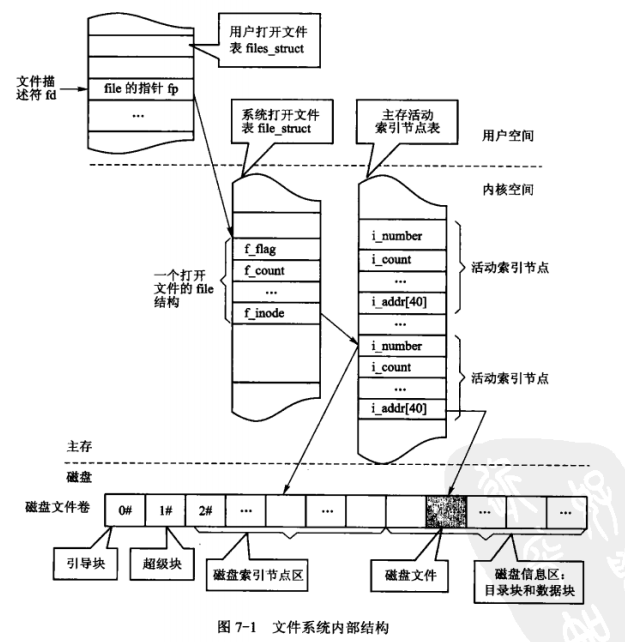 用户打开文件
表 files_struct
文件描
述符 fd
file 的指针 fp
...
系统打开文件
表 file_struct
主存活动
索引节点表
用户空间
内核空间
f_flag
f_count
...
f_inode
一个打开
文件的 file
结构
i_number
i_count
...
i_addr[40]
活动索引节点
...
i_number
i_count
...
i_addr[40]
活动索引节点
主存
磁盘
磁盘文件卷
0#
1#
2#
...
...
...
...
引导块
超级块
磁盘索引节点区
磁盘文件
磁盘信息区：
目录块和数据块
图 7-1 文件系统内部结构